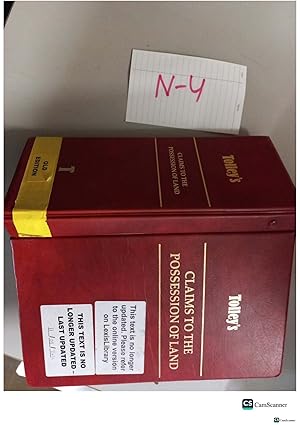 N-4
OLD
EDITION
T
CLAIMS TO THE
POSSESSION OF LAND
Tolley's
Tolley's
CLAIMS TO THE
POSSESSION OF LAND
This text is no longer
updated. Please refer
to the online version
on LexisLibrary
THIS TEXT IS NO
LONGER UPDATED –
LAST UPDATED
CS CamScanner
CamScanner